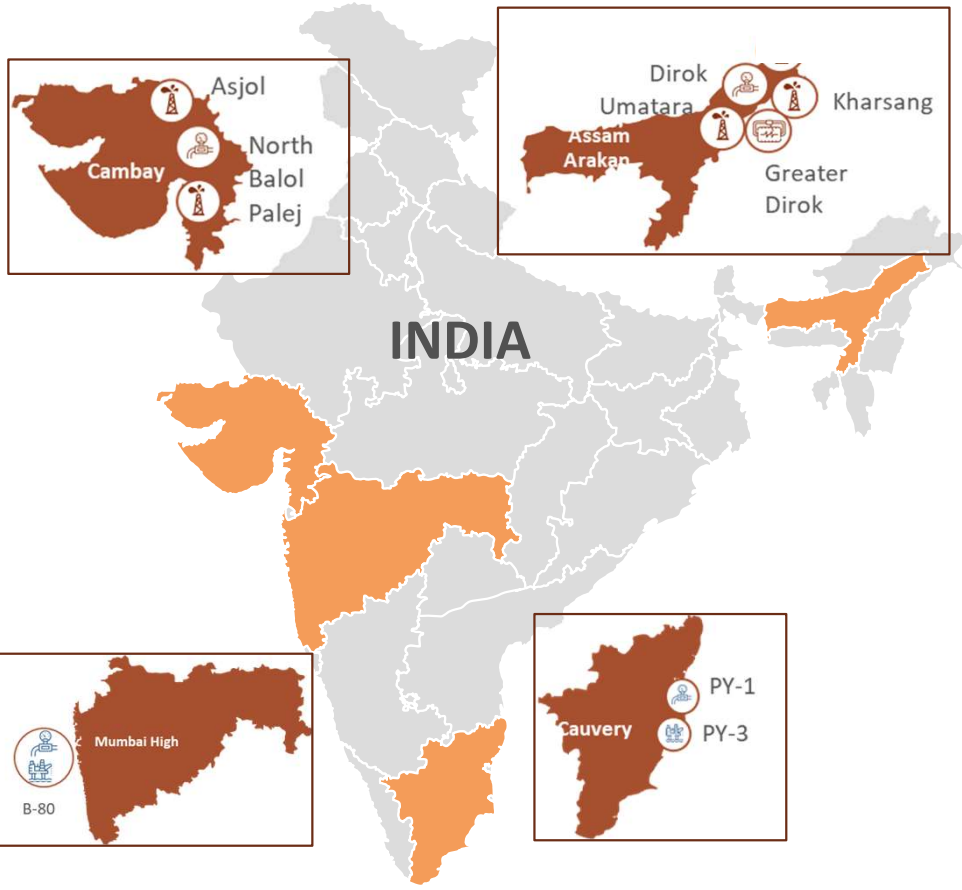 Asjol
North
Balol
Palej
Cambay
Dirok
Umatara
Kharsang
Assam
Arakan
Greater
Dirok
INDIA
Mumbai High
B-80
PY-1
PY-3
Cauvery